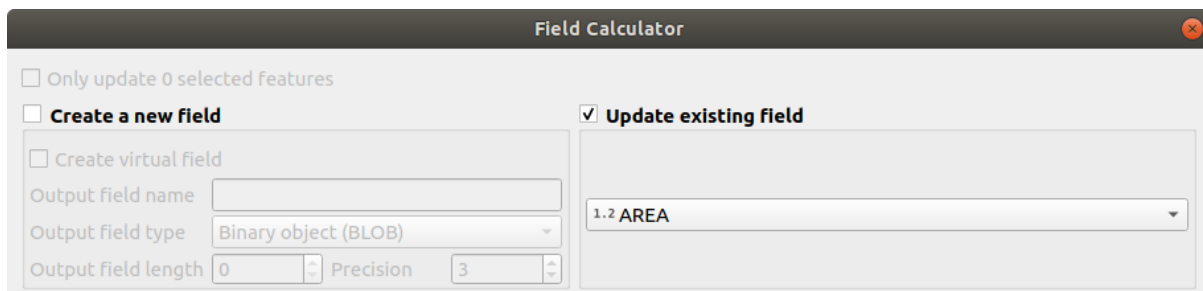 Field Calculator
Only update 0 selected features
Create a new field
Update existing field
Create virtual field
Output field name
1.2 AREA
Output field type Binary object (BLOB)
Output field length 0 Precision 3